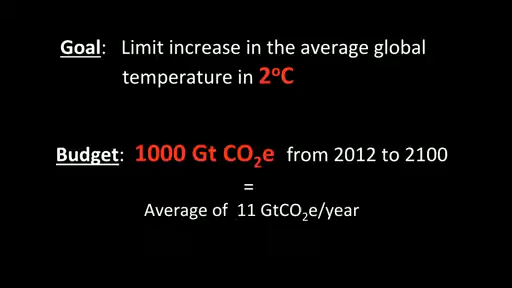 Goal: Limit increase in the average global
temperature in 2°C
Budget: 1000 Gt CO₂e from 2012 to 2100
=
Average of 11 GtCO₂e/year